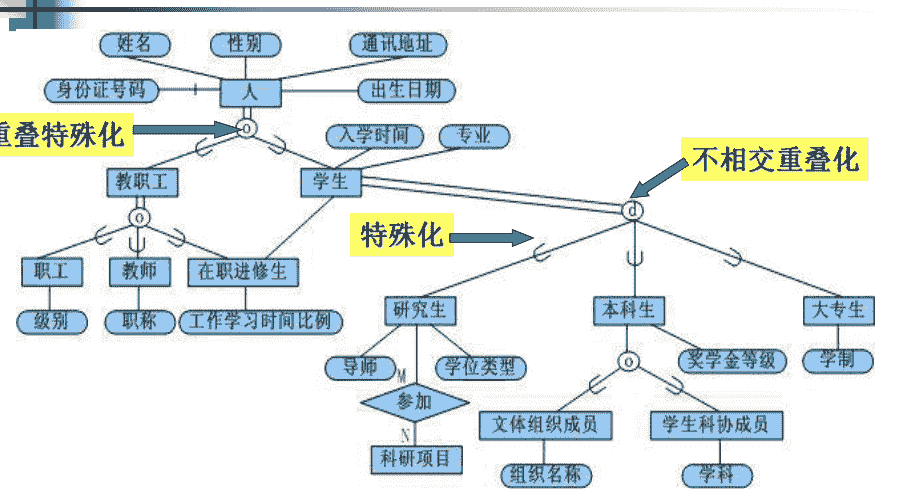 姓名
性别
通讯地址
身份证号码
人
出生日期
重叠特殊化
o
入学时间
专业
不相交重叠化
教职工
学生
o
d
特殊化
职工
教师
在职进修生
级别
职称
工作学习时间比例
研究生
本科生
大专生
导师
学位类型
o
奖学金等级
学制
M
参加
N
文体组织成员
学生科协成员
科研项目
组织名称
学科